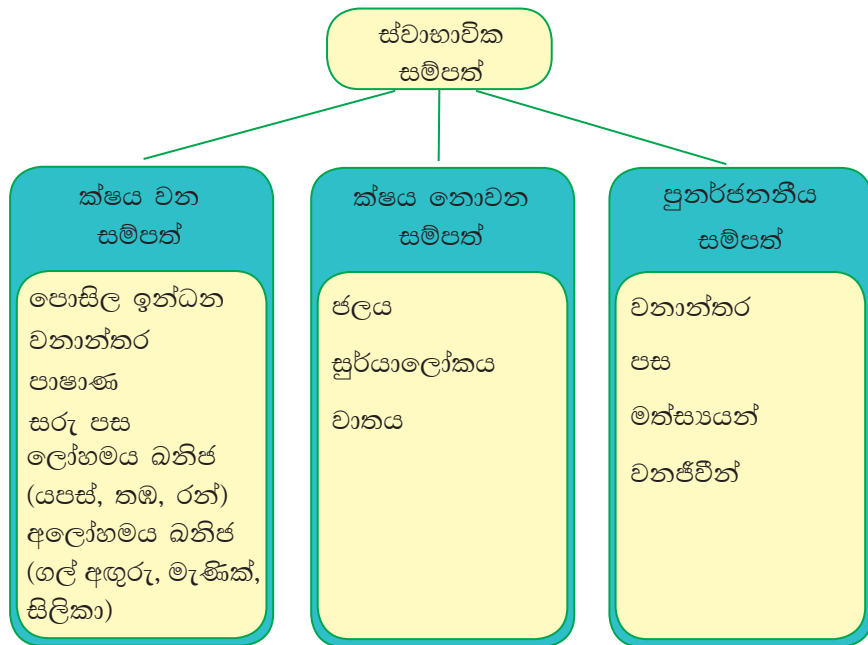 ස්වාභාවික
සම්පත්
ක්ෂය වන
සම්පත්
පොසිල ඉන්ධන
වනාන්තර
පාෂාණ
සරු පස
ලෝහමය ඛනිජ
(යපස්, තඹ, රන්)
අලෝහමය ඛනිජ
(ගල් අඟුරු, මැණික්,
සිලිකා)
ක්ෂය නොවන
සම්පත්
ජලය
සූර්යාලෝකය
වාතය
පුනර්ජනනීය
සම්පත්
වනාන්තර
පස
මත්ස්‍යයන්
වනජීවීන්